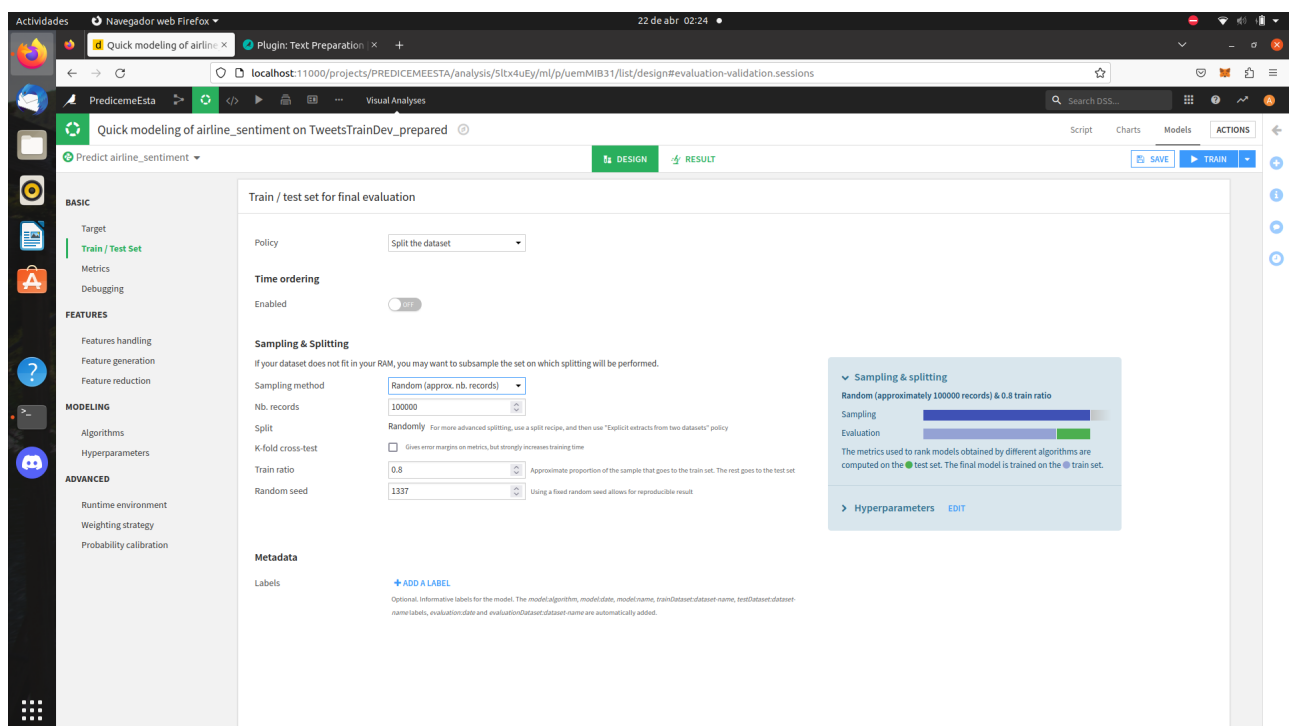 Actividades Navegador web Firefox 22 de abr 02:24
Quick modeling of airline × Plugin: Text Preparation | × +
localhost:11000/projects/PREDICEMEESTA/analysis/5ltx4uEy/ml/p/uemMIB31/list/design#evaluation-validation.sessions
PredicemeEsta </> ... Visual Analyses Search DSS...
Quick modeling of airline_sentiment on TweetsTrainDev_prepared Script Charts Models ACTIONS
Predict airline_sentiment DESIGN RESULT SAVE TRAIN
BASIC
Target
Train / Test Set
Metrics
Debugging
FEATURES
Features handling
Feature generation
Feature reduction
MODELING
Algorithms
Hyperparameters
ADVANCED
Runtime environment
Weighting strategy
Probability calibration
Train / test set for final evaluation
Policy Split the dataset
Time ordering
Enabled OFF
Sampling & Splitting
If your dataset does not fit in your RAM, you may want to subsample the set on which splitting will be performed.
Sampling method Random (approx. nb. records)
Nb. records 100000
Split Randomly For more advanced splitting, use a split recipe, and then use "Explicit extracts from two datasets" policy
K-fold cross-test Gives error margins on metrics, but strongly increases training time
Train ratio 0.8 Approximate proportion of the sample that goes to the train set. The rest goes to the test set
Random seed 1337 Using a fixed random seed allows for reproducible result
Metadata
Labels + ADD A LABEL
Optional. Informative labels for the model. The model:algorithm, model:date, model:name, trainDataset:dataset-name, testDataset:dataset-
name labels, evaluation:date and evaluationDataset:dataset-name are automatically added.
Sampling & splitting
Random (approximately 100000 records) & 0.8 train ratio
Sampling
Evaluation
The metrics used to rank models obtained by different algorithms are
computed on the test set. The final model is trained on the train set.
Hyperparameters EDIT